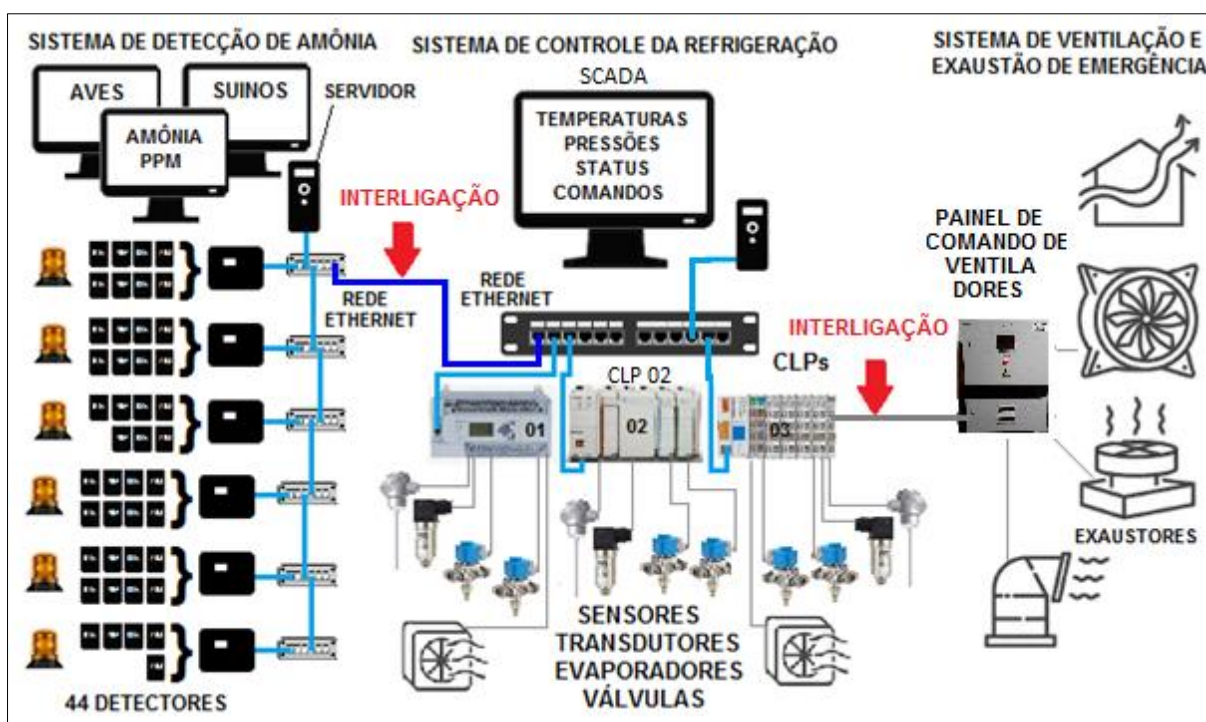 SISTEMA DE DETECÇÃO DE AMÔNIA
AVES
SUINOS
AMÔNIA
PPM
SERVIDOR
INTERLIGAÇÃO
REDE
ETHERNET
44 DETECTORES
SISTEMA DE CONTROLE DA REFRIGERAÇÃO
SCADA
TEMPERATURAS
PRESSÕES
STATUS
COMANDOS
REDE
ETHERNET
CLP 02
CLPs
01
02
03
INTERLIGAÇÃO
SENSORES
TRANSDUTORES
EVAPORADORES
VÁLVULAS
SISTEMA DE VENTILAÇÃO E
EXAUSTÃO DE EMERGÊNCIA
PAINEL DE
COMANDO DE
VENTILA
DORES
EXAUSTORES